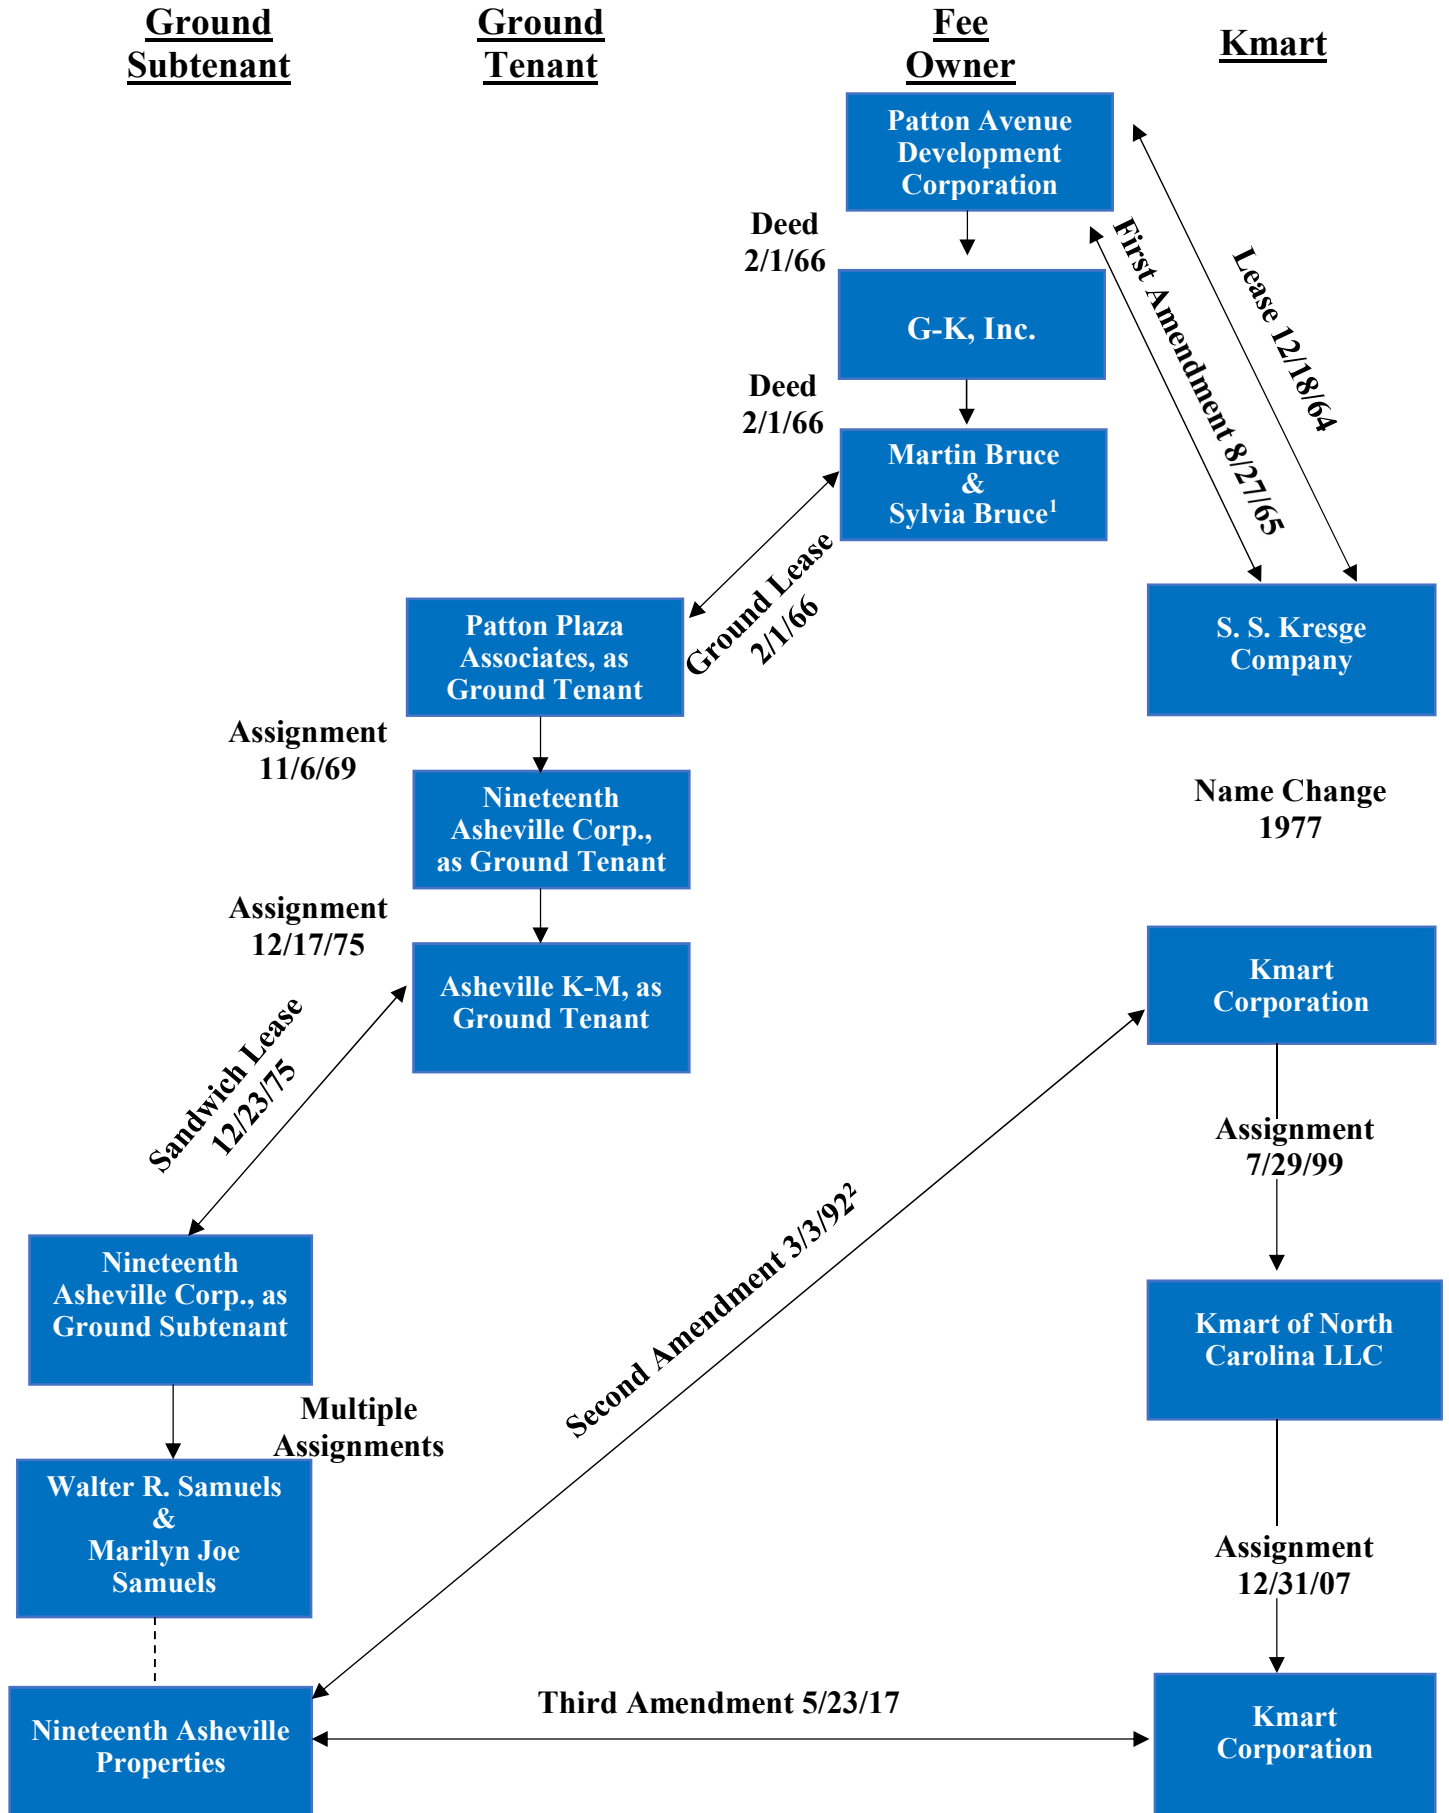 Ground
Subtenant
Ground
Tenant
Fee
Owner
Kmart
Patton Avenue
Development
Corporation
Deed
2/1/66
First Amendment 8/27/65
Lease 12/18/64
G-K, Inc.
Deed
2/1/66
Martin Bruce
&
Sylvia Bruce¹
Ground Lease
2/1/66
Patton Plaza
Associates, as
Ground Tenant
S. S. Kresge
Company
Assignment
11/6/69
Nineteenth
Asheville Corp.,
as Ground Tenant
Name Change
1977
Assignment
12/17/75
Asheville K-M, as
Ground Tenant
Kmart
Corporation
Sandwich Lease
12/23/75
Assignment
7/29/99
Nineteenth
Asheville Corp., as
Ground Subtenant
Second Amendment 3/3/92²
Kmart of North
Carolina LLC
Multiple
Assignments
Walter R. Samuels
&
Marilyn Joe
Samuels
Assignment
12/31/07
Third Amendment 5/23/17
Nineteenth Asheville
Properties
Kmart
Corporation